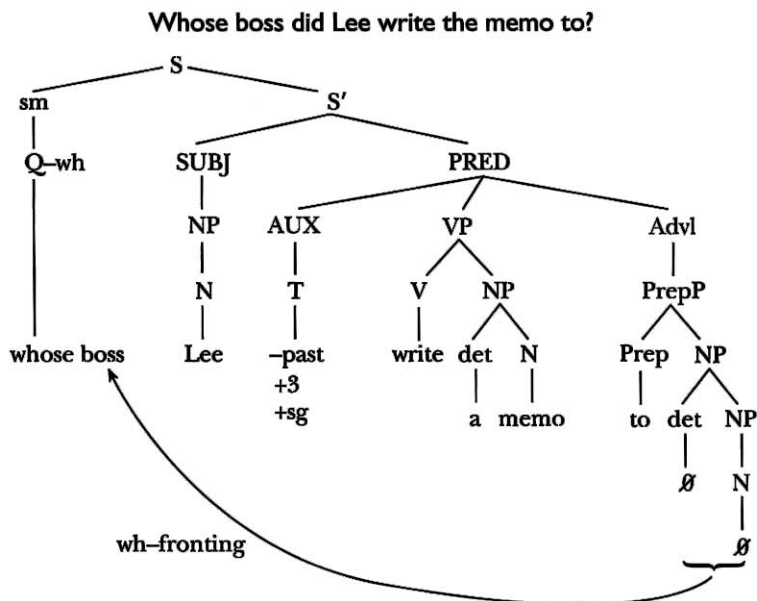 Whose boss did Lee write the memo to?
S
sm S′
Q–wh SUBJ PRED
NP AUX VP Advl
N T V NP PrepP
whose boss Lee –past write det N Prep NP
+3
+sg a memo to det NP
∅ N
wh–fronting ∅